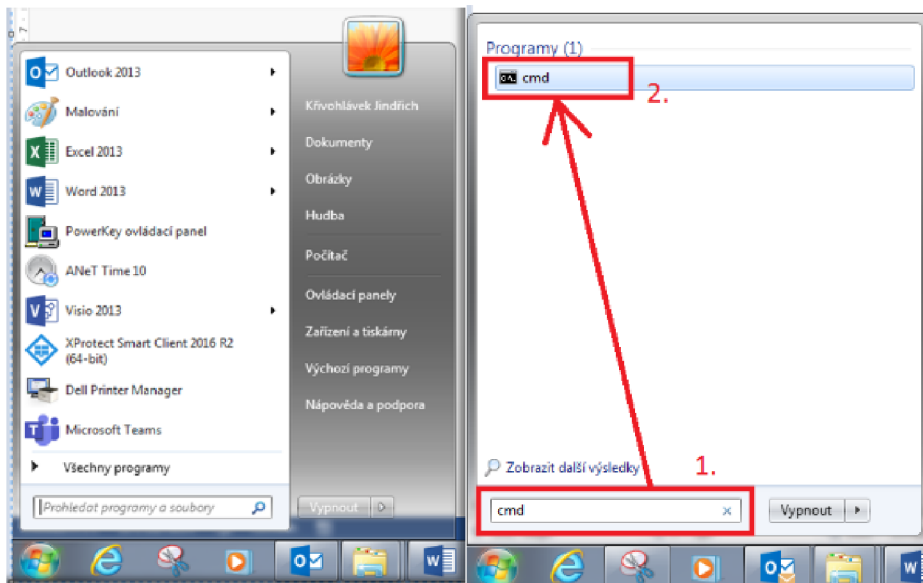 Outlook 2013
Malování
Excel 2013
Word 2013
PowerKey ovládací panel
ANeT Time 10
Visio 2013
XProtect Smart Client 2016 R2
(64-bit)
Dell Printer Manager
Microsoft Teams
Všechny programy
Prohledat programy a soubory
Křivohlávek Jindřich
Dokumenty
Obrázky
Hudba
Počítač
Ovládací panely
Zařízení a tiskárny
Výchozí programy
Nápověda a podpora
Vypnout
Programy (1)
cmd
2.
Zobrazit další výsledky
1.
cmd
Vypnout